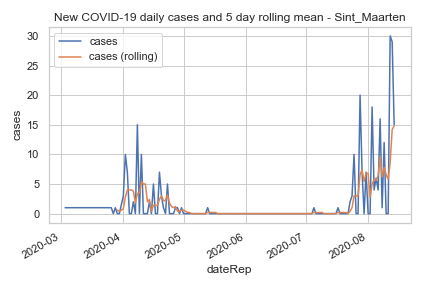 New COVID-19 daily cases and 5 day rolling mean - Sint_Maarten
cases
cases (rolling)
30
25
20
15
10
5
0
cases
2020-03
2020-04
2020-05
2020-06
2020-07
2020-08
dateRep